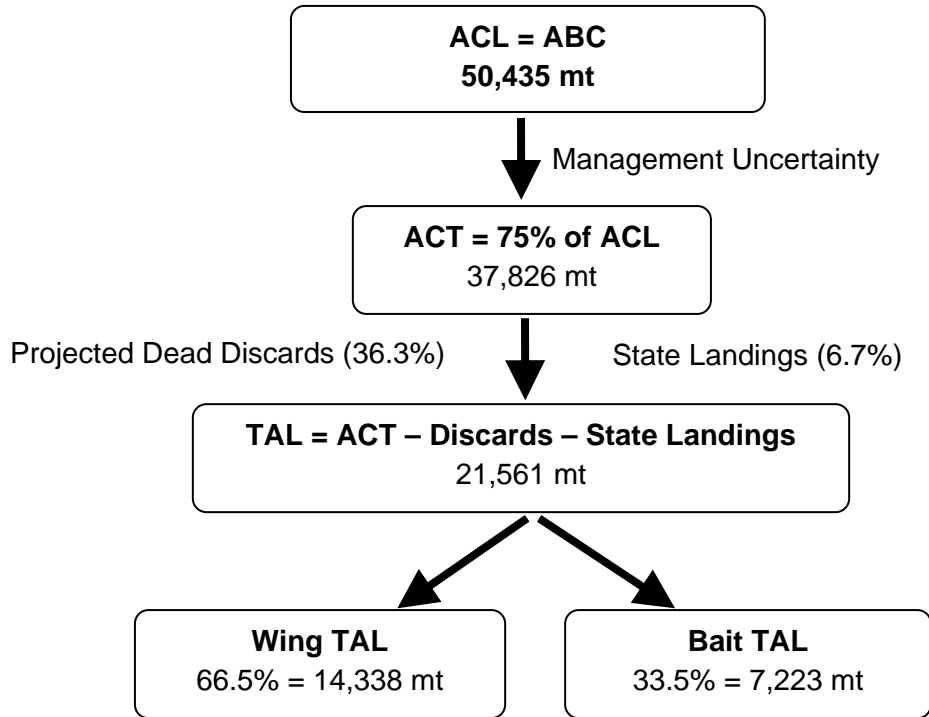 ACL = ABC
50,435 mt
Management Uncertainty
ACT = 75% of ACL
37,826 mt
Projected Dead Discards (36.3%)
State Landings (6.7%)
TAL = ACT – Discards – State Landings
21,561 mt
Wing TAL
66.5% = 14,338 mt
Bait TAL
33.5% = 7,223 mt